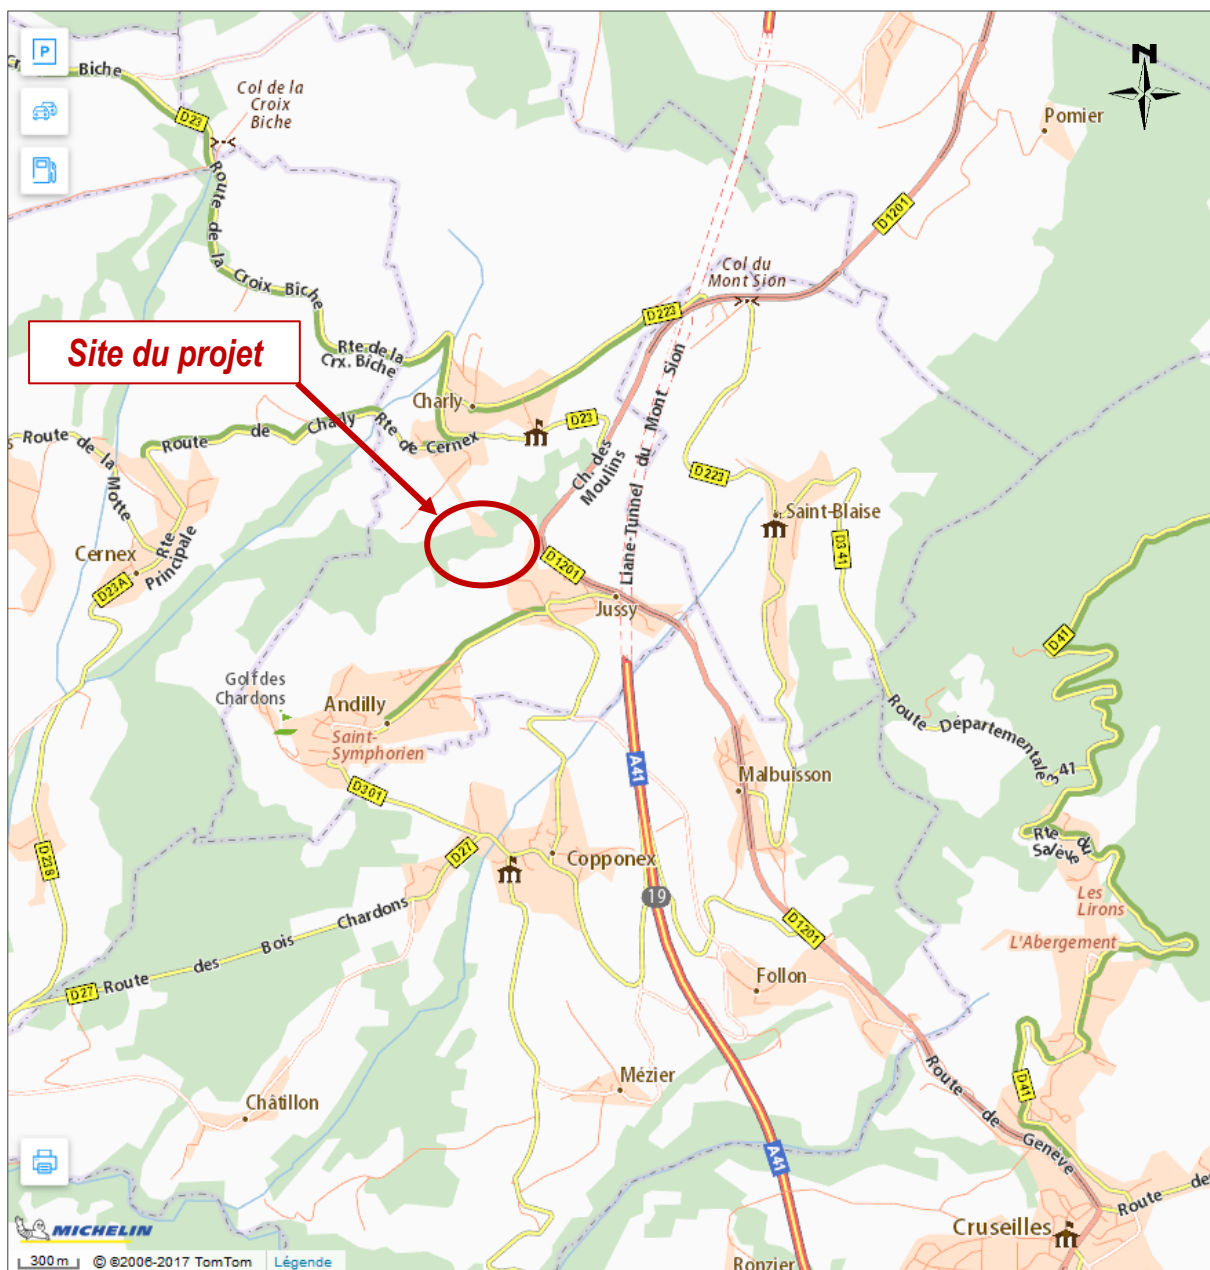 P
Biche
D23
Col de la
Croix
Biche
N
Pomier
Route de la Croix Biche
D1201
Col du
Mont Sion
D223
Site du projet
Rte de la
Crx. Biche
Charly
D23
Route de Charly
Rte de Cernex
Route de la Motte
Ch. des
Moulins
Liane-Tunnel du Mont Sion
D223
Saint-Blaise
D341
Cernex
Rte
Principale
D23A
D1201
Jussy
D41
Golf des
Chardons
Andilly
Saint-
Symphorien
Route Départementale 41
A41
Malbuisson
D301
D27
Copponex
Rte du
Salève
D238
19
Les
Lirons
Route des Bois Chardons
D1201
L'Abergement
D27
Follon
Mézier
Châtillon
Route de Genève
D41
A41
Route de
Cruseilles
MICHELIN
300 m
© ©2006-2017 TomTom
Légende
Ronzier